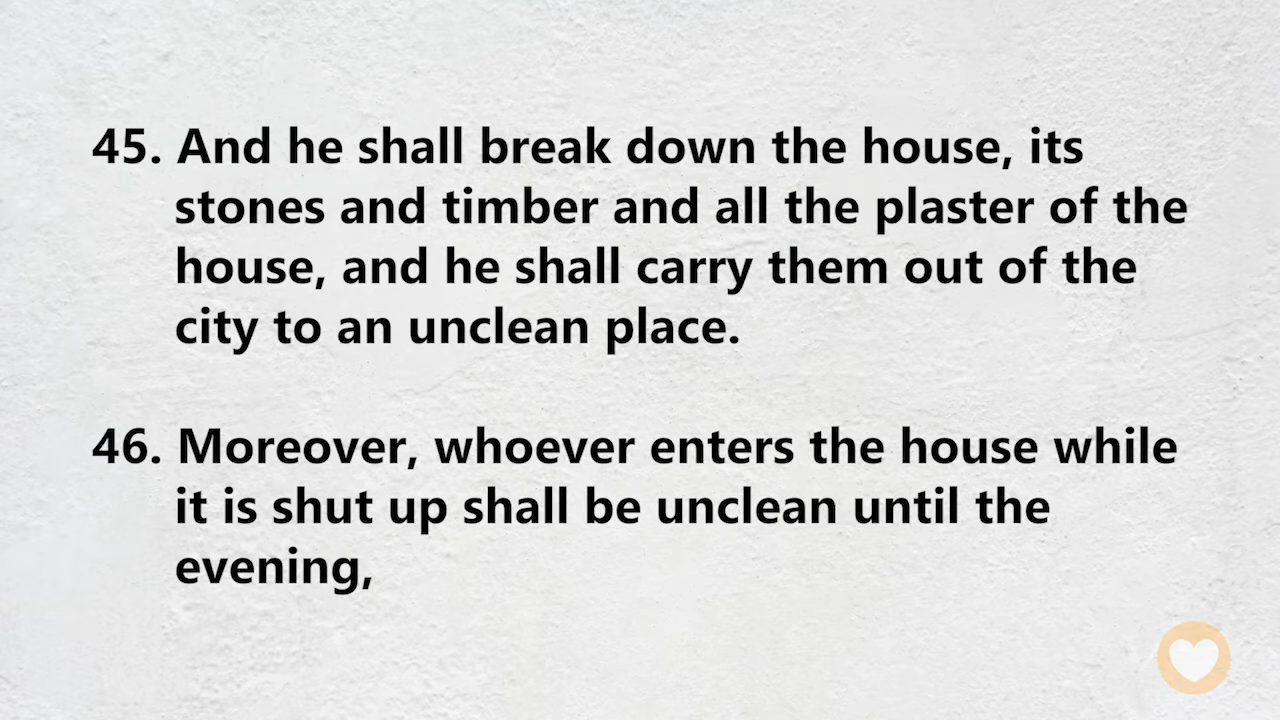 45. And he shall break down the house, its
stones and timber and all the plaster of the
house, and he shall carry them out of the
city to an unclean place.
46. Moreover, whoever enters the house while
it is shut up shall be unclean until the
evening,